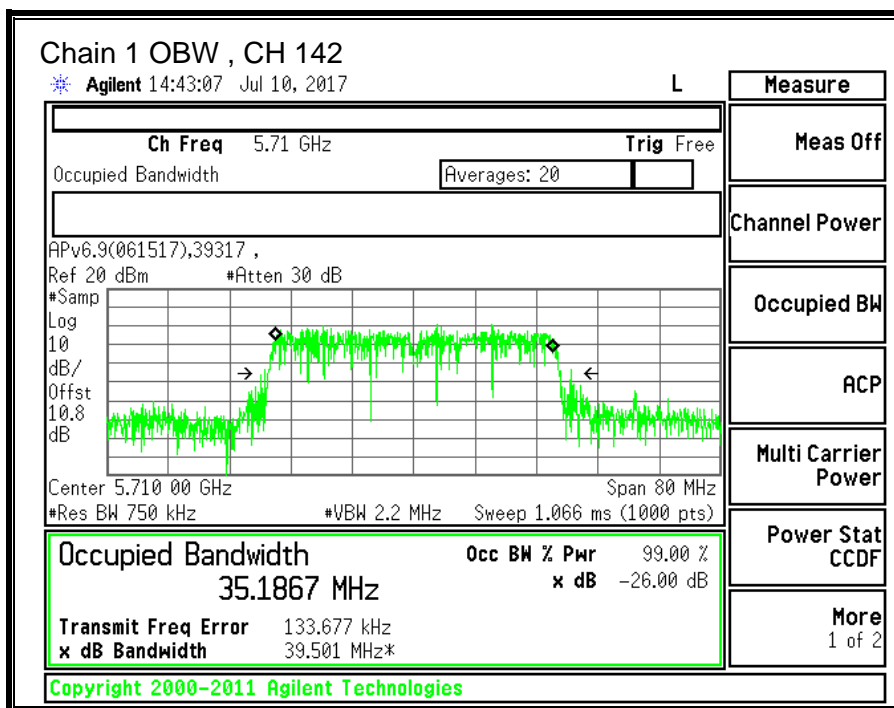 Chain 1 OBW , CH 142
Agilent 14:43:07 Jul 10, 2017 L
Measure
Ch Freq 5.71 GHz Trig Free
Meas Off
Occupied Bandwidth Averages: 20
Channel Power
APv6.9(061517),39317 ,
Ref 20 dBm #Atten 30 dB
#Samp
Log
10
dB/
Offst
10.8
dB
Occupied BW
ACP
Multi Carrier
Power
Center 5.710 00 GHz Span 80 MHz
#Res BW 750 kHz #VBW 2.2 MHz Sweep 1.066 ms (1000 pts)
Power Stat
CCDF
Occupied Bandwidth Occ BW % Pwr 99.00 %
35.1867 MHz x dB -26.00 dB
Transmit Freq Error 133.677 kHz
x dB Bandwidth 39.501 MHz*
More
1 of 2
Copyright 2000-2011 Agilent Technologies